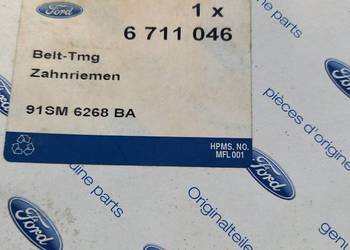 Ford
1 x
6 711 046
Belt-Tmg
Zahnriemen
91SM 6268 BA
HPMS. NO.
MFL 001
Ford
genuine parts
pièces d'origine
Ford
Originalteile
Ford